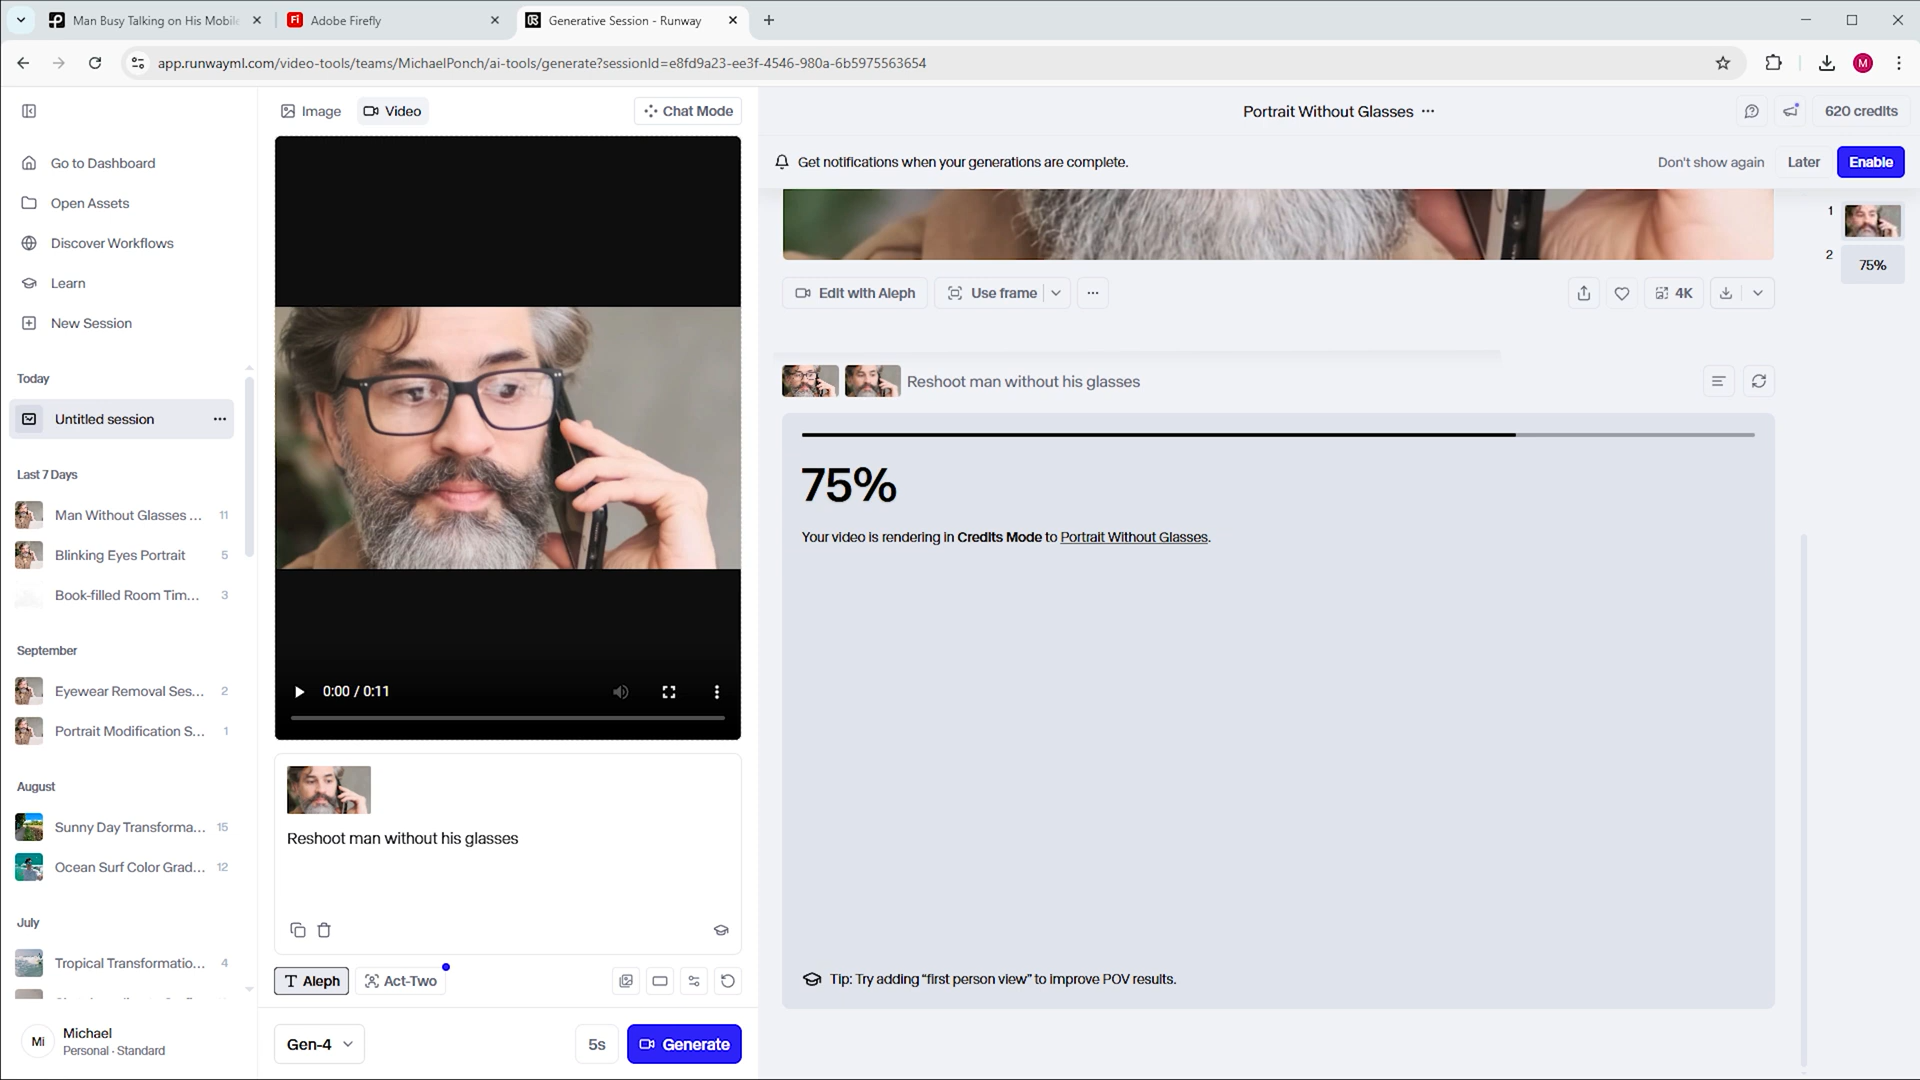 Man Busy Talking on His Mobile
Adobe Firefly
Generative Session - Runway
app.runwayml.com/video-tools/teams/MichaelPonch/ai-tools/generate?sessionId=e8fd9a23-ee3f-4546-980a-6b5975563654
M
Go to Dashboard
Open Assets
Discover Workflows
Learn
New Session
Today
Untitled session
Last 7 Days
Man Without Glasses ... 11
Blinking Eyes Portrait 5
Book-filled Room Tim... 3
September
Eyewear Removal Ses... 2
Portrait Modification S... 1
August
Sunny Day Transforma... 15
Ocean Surf Color Grad... 12
July
Tropical Transformatio... 4
Mi
Michael
Personal · Standard
Image
Video
Chat Mode
0:00 / 0:11
Reshoot man without his glasses
Aleph
Act-Two
Gen-4
5s
Generate
Portrait Without Glasses ...
620 credits
Get notifications when your generations are complete.
Don't show again
Later
Enable
Edit with Aleph
Use frame
4K
Reshoot man without his glasses
75%
Your video is rendering in Credits Mode to Portrait Without Glasses.
Tip: Try adding “first person view” to improve POV results.
1
2
75%